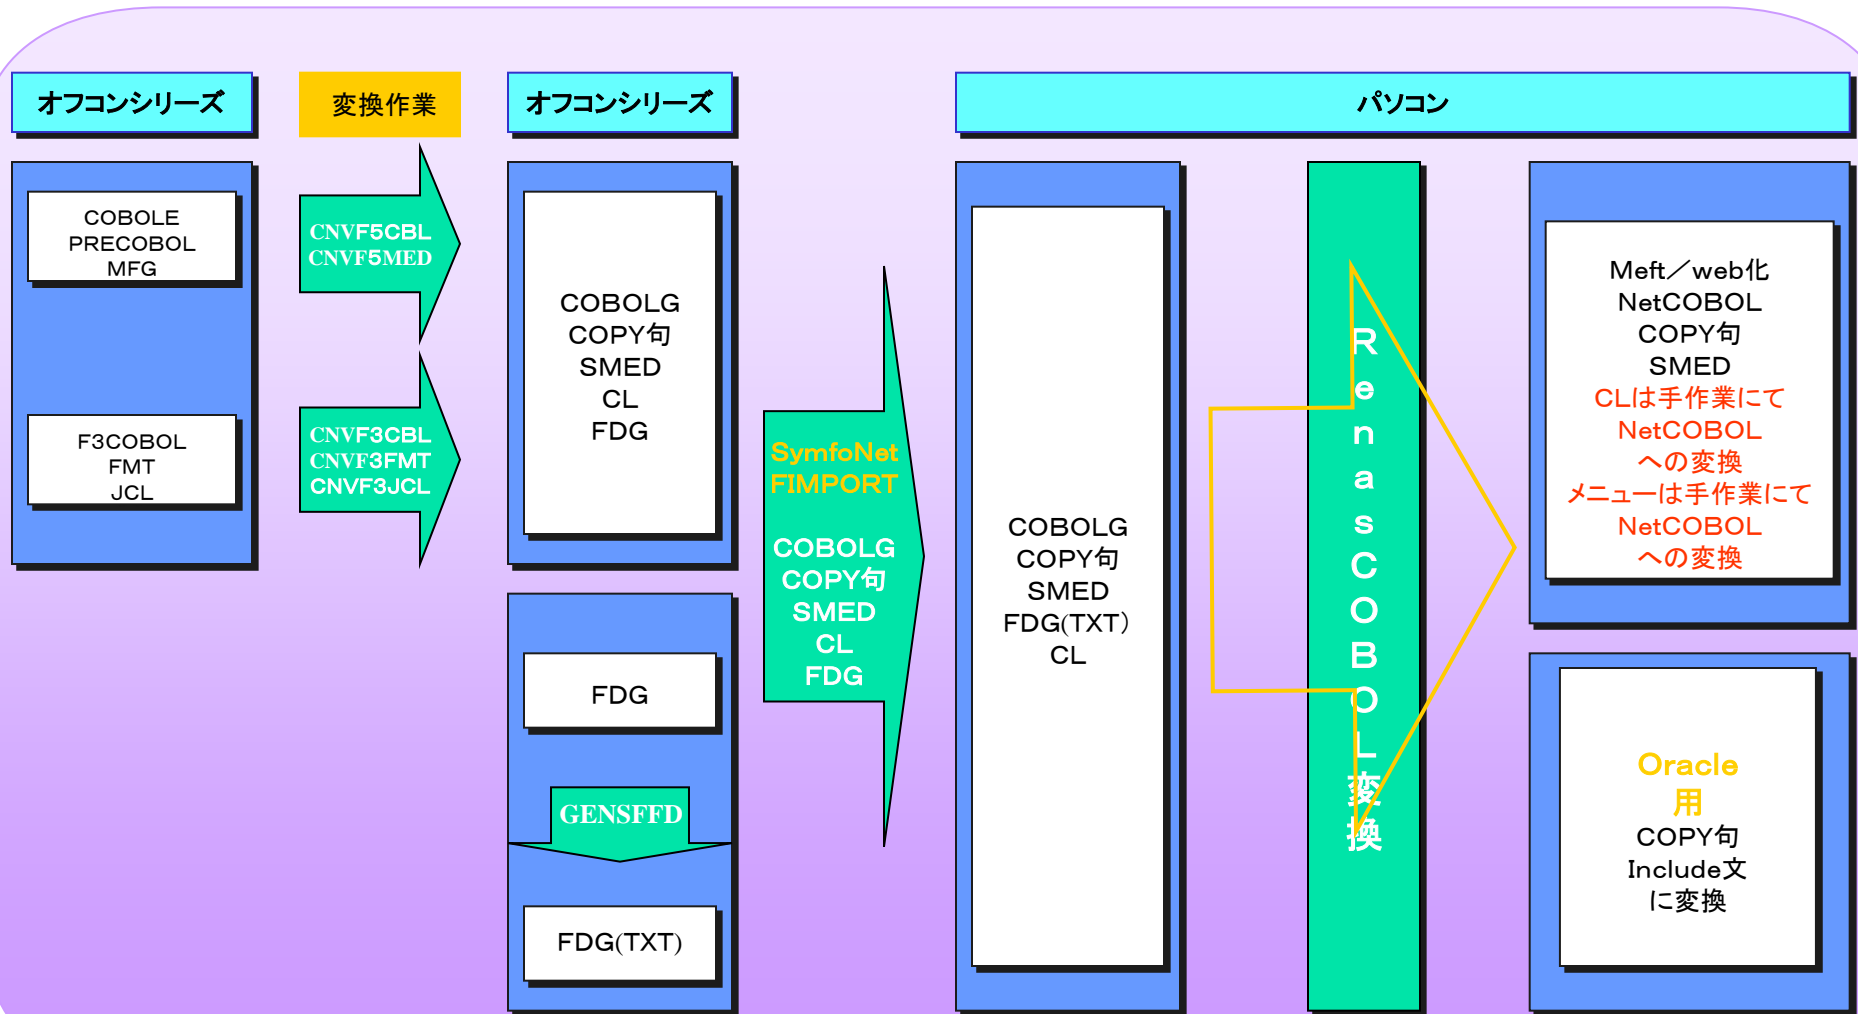 オフコンシリーズ
変換作業
オフコンシリーズ
パソコン
COBOLE
PRECOBOL
MFG
F3COBOL
FMT
JCL
CNVF5CBL
CNVF5MED
CNVF3CBL
CNVF3FMT
CNVF3JCL
COBOLG
COPY句
SMED
CL
FDG
FDG
GENSFFD
FDG(TXT)
SymfoNet
FIMPORT
COBOLG
COPY句
SMED
CL
FDG
COBOLG
COPY句
SMED
FDG(TXT）
CL
RenasCOBOL変換
Meft／web化
NetCOBOL
COPY句
SMED
CLは手作業にて
NetCOBOL
への変換
メニューは手作業にて
NetCOBOL
への変換
Oracle
用
COPY句
Include文
に変換